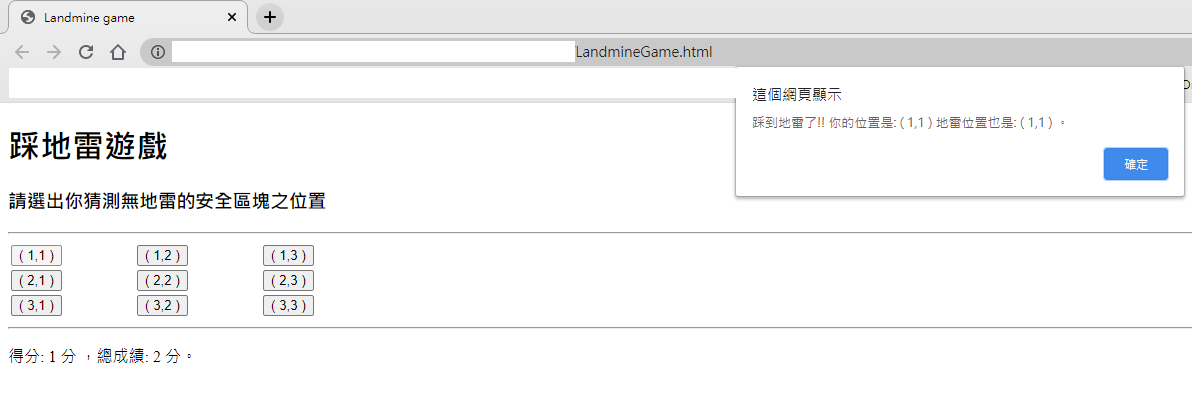 Landmine game
LandmineGame.html
這個網頁顯示
踩到地雷了!! 你的位置是: ( 1,1 ) 地雷位置也是: ( 1,1 ) 。
確定
踩地雷遊戲
請選出你猜測無地雷的安全區塊之位置
( 1,1 ) ( 1,2 ) ( 1,3 )
( 2,1 ) ( 2,2 ) ( 2,3 )
( 3,1 ) ( 3,2 ) ( 3,3 )
得分: 1 分 ，總成績: 2 分。